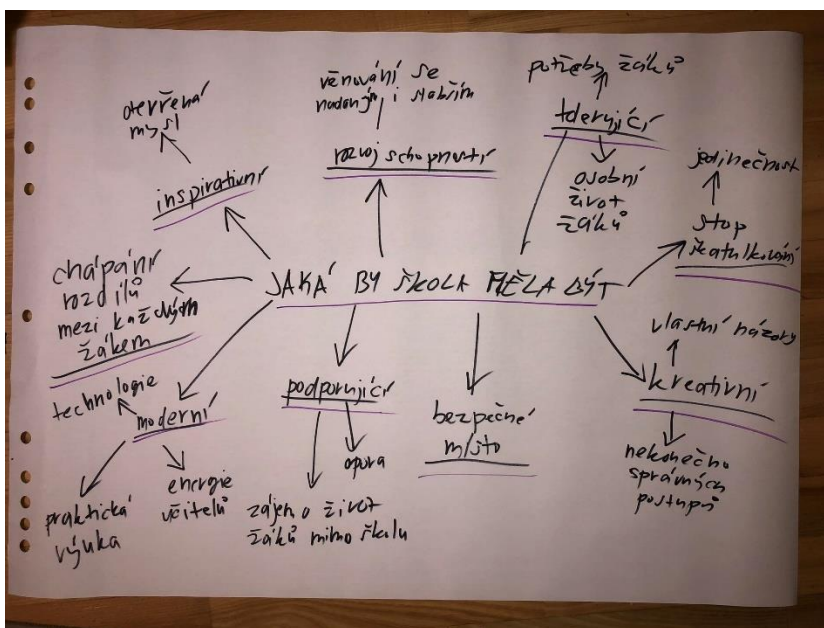 otevřená
mysl
inspirativní
věnování se
nadaným i slabším
rozvoj schopností
potřeby žáků
tolerující
osobní
život
žáků
jedinečnost
stop
škatulkování
JAKÁ BY ŠKOLA MĚLA BÝT
chápání
rozdílů
mezi každým
žákem
technologie
moderní
praktická
výuka
energie
učitelů
podporující
opora
zájem o život
žáků mimo školu
bezpečné
místo
vlastní názory
kreativní
nekonečno
správných
postupů